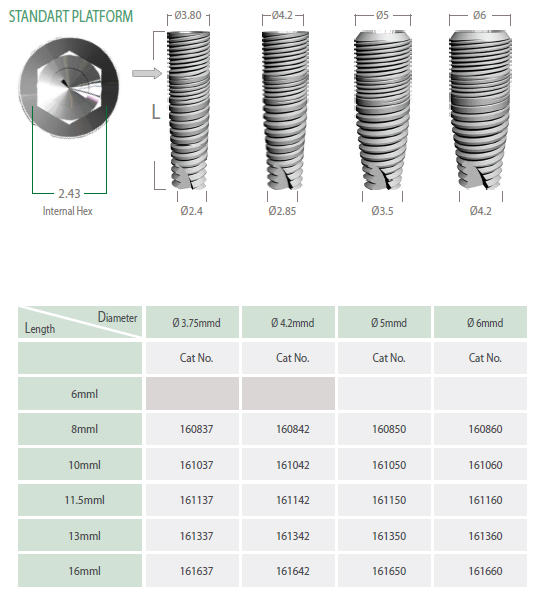 STANDART PLATFORM
Ø3.80 Ø4.2 Ø5 Ø6
L
2.43
Internal Hex
Ø2.4 Ø2.85 Ø3.5 Ø4.2
Diameter
Length
Ø 3.75mmd Ø 4.2mmd Ø 5mmd Ø 6mmd
Cat No. Cat No. Cat No. Cat No.
6mml
8mml 160837 160842 160850 160860
10mml 161037 161042 161050 161060
11.5mml 161137 161142 161150 161160
13mml 161337 161342 161350 161360
16mml 161637 161642 161650 161660